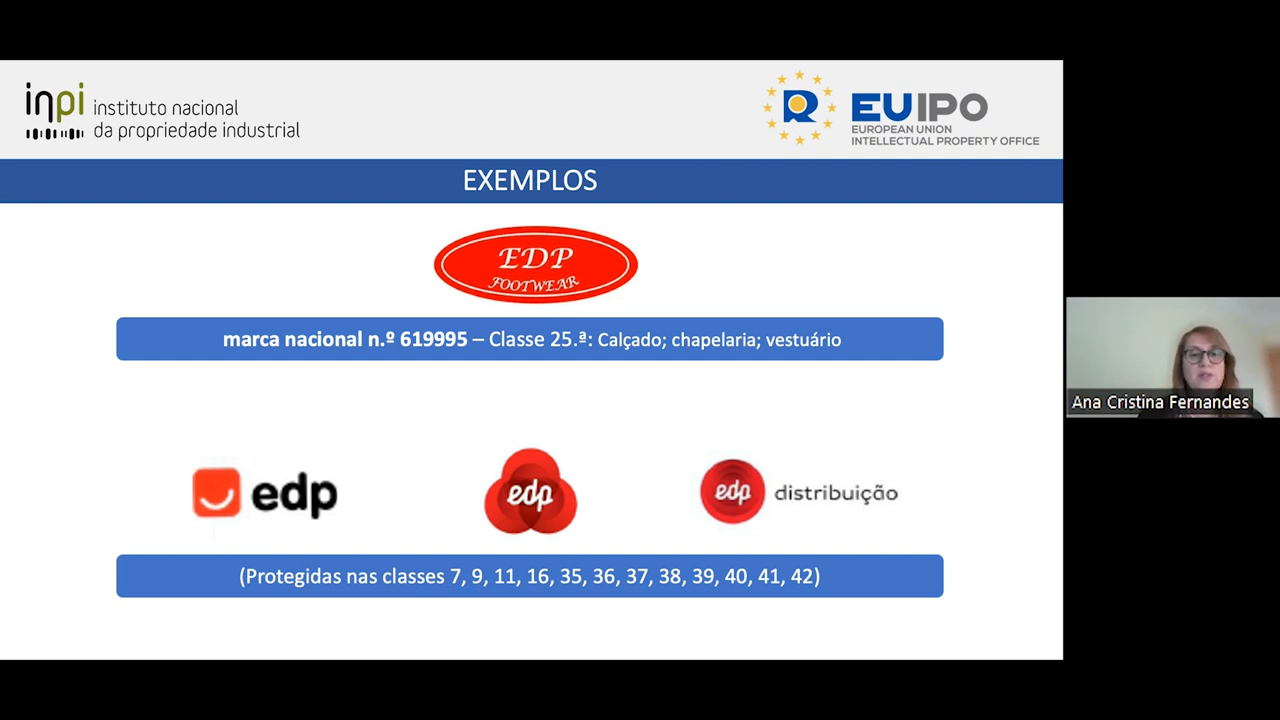 inpi instituto nacional
da propriedade industrial
R EUIPO
EUROPEAN UNION
INTELLECTUAL PROPERTY OFFICE
EXEMPLOS
EDP
FOOTWEAR
marca nacional n.º 619995 – Classe 25.ª: Calçado; chapelaria; vestuário
Ana Cristina Fernandes
edp
edp
edp distribuição
(Protegidas nas classes 7, 9, 11, 16, 35, 36, 37, 38, 39, 40, 41, 42)